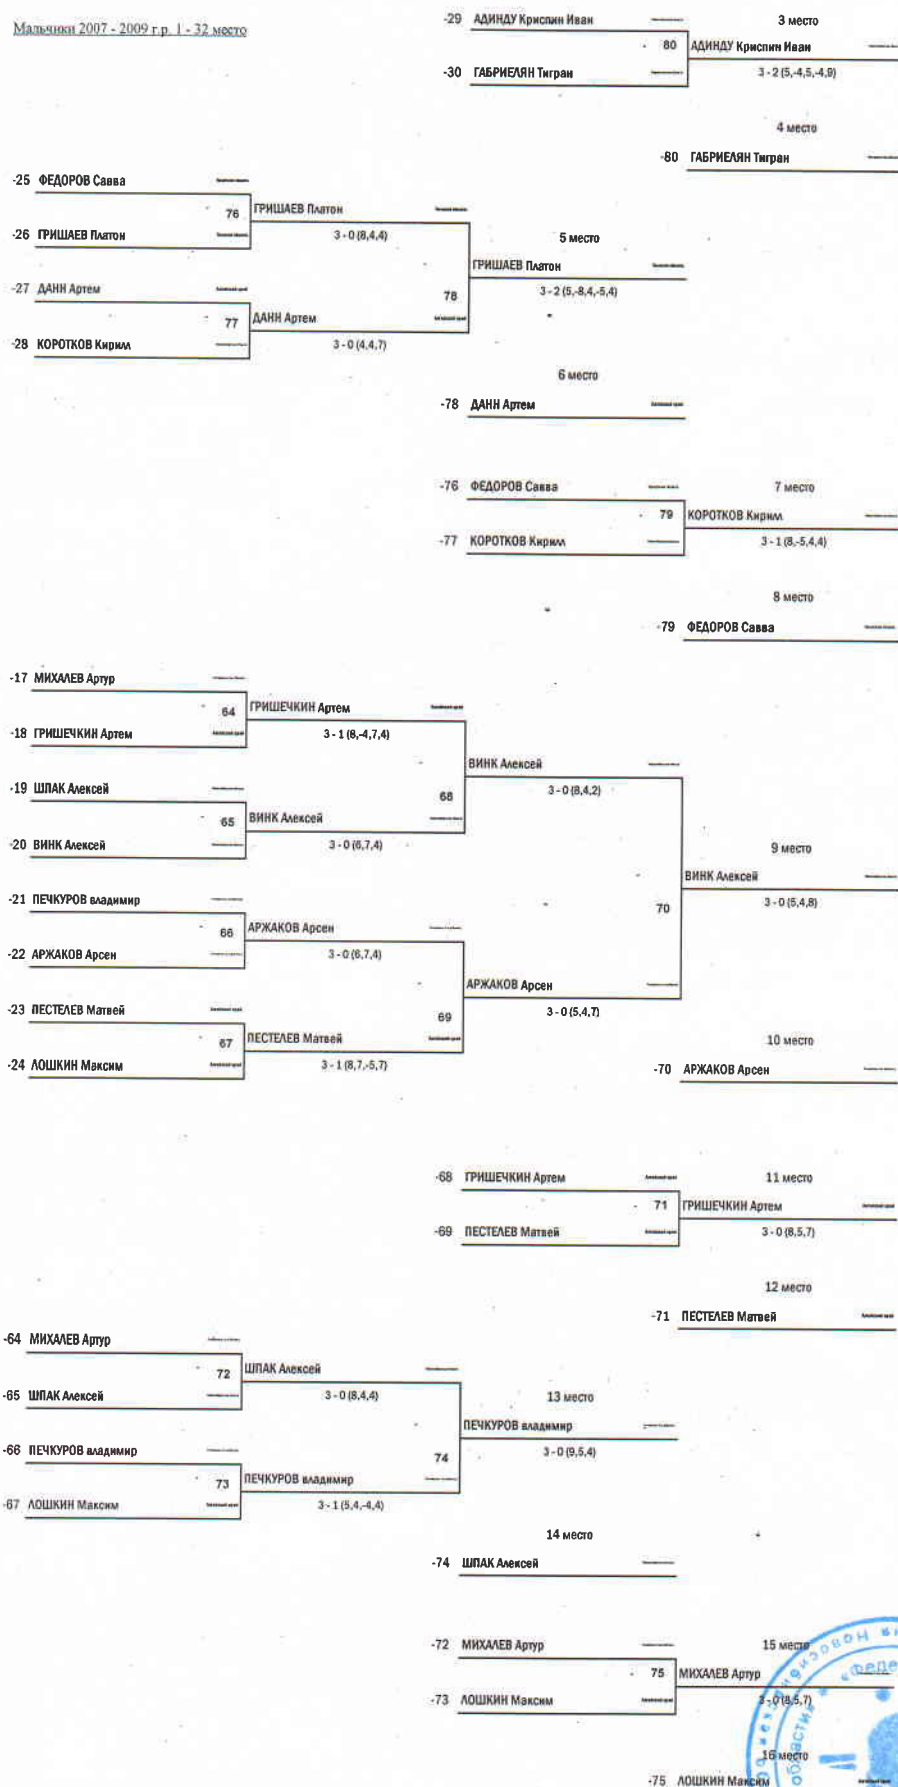 Мальчики 2007 - 2009 г.р. 1 - 32 место
-29 АДИНДУ Криспин Иван
3 место
80 АДИНДУ Криспин Иван
-30 ГАБРИЕЛЯН Тигран
3 - 2 (5,-4,5,-4,9)
4 место
-80 ГАБРИЕЛЯН Тигран
-25 ФЕДОРОВ Савва
76 ГРИШАЕВ Платон
-26 ГРИШАЕВ Платон
3 - 0 (8,4,4)
5 место
ГРИШАЕВ Платон
-27 ДАНН Артем
78
3 - 2 (5,-8,4,-5,4)
77 ДАНН Артем
-28 КОРОТКОВ Кирилл
3 - 0 (4,4,7)
6 место
-78 ДАНН Артем
-76 ФЕДОРОВ Савва
7 место
79 КОРОТКОВ Кирилл
-77 КОРОТКОВ Кирилл
3 - 1 (8,-5,4,4)
8 место
-79 ФЕДОРОВ Савва
-17 МИХАЛЕВ Артур
64 ГРИШЕЧКИН Артем
-18 ГРИШЕЧКИН Артем
3 - 1 (8,-4,7,4)
ВИНК Алексей
-19 ШПАК Алексей
68
3 - 0 (8,4,2)
65 ВИНК Алексей
-20 ВИНК Алексей
3 - 0 (6,7,4)
9 место
ВИНК Алексей
-21 ПЕЧКУРОВ владимир
70
3 - 0 (5,4,8)
66 АРЖАКОВ Арсен
-22 АРЖАКОВ Арсен
3 - 0 (6,7,4)
АРЖАКОВ Арсен
-23 ПЕСТЕЛЕВ Матвей
69
3 - 0 (5,4,7)
67 ПЕСТЕЛЕВ Матвей
-24 ЛОШКИН Максим
3 - 1 (8,7,-5,7)
10 место
-70 АРЖАКОВ Арсен
-68 ГРИШЕЧКИН Артем
11 место
71 ГРИШЕЧКИН Артем
-69 ПЕСТЕЛЕВ Матвей
3 - 0 (8,5,7)
12 место
-71 ПЕСТЕЛЕВ Матвей
-64 МИХАЛЕВ Артур
72 ШПАК Алексей
-65 ШПАК Алексей
3 - 0 (8,4,4)
13 место
ПЕЧКУРОВ владимир
-66 ПЕЧКУРОВ владимир
74
3 - 0 (9,5,4)
73 ПЕЧКУРОВ владимир
-67 ЛОШКИН Максим
3 - 1 (5,4,-4,4)
14 место
-74 ШПАК Алексей
-72 МИХАЛЕВ Артур
15 место
75 МИХАЛЕВ Артур
-73 ЛОШКИН Максим
3 - 0 (8,5,7)
16 место
-75 ЛОШКИН Максим
области